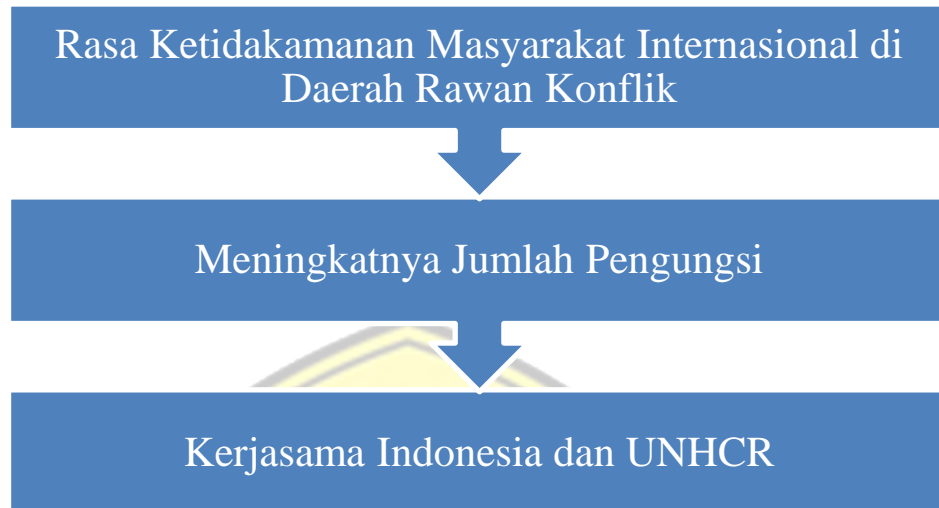 Rasa Ketidakamanan Masyarakat Internasional di
Daerah Rawan Konflik
Meningkatnya Jumlah Pengungsi
Kerjasama Indonesia dan UNHCR